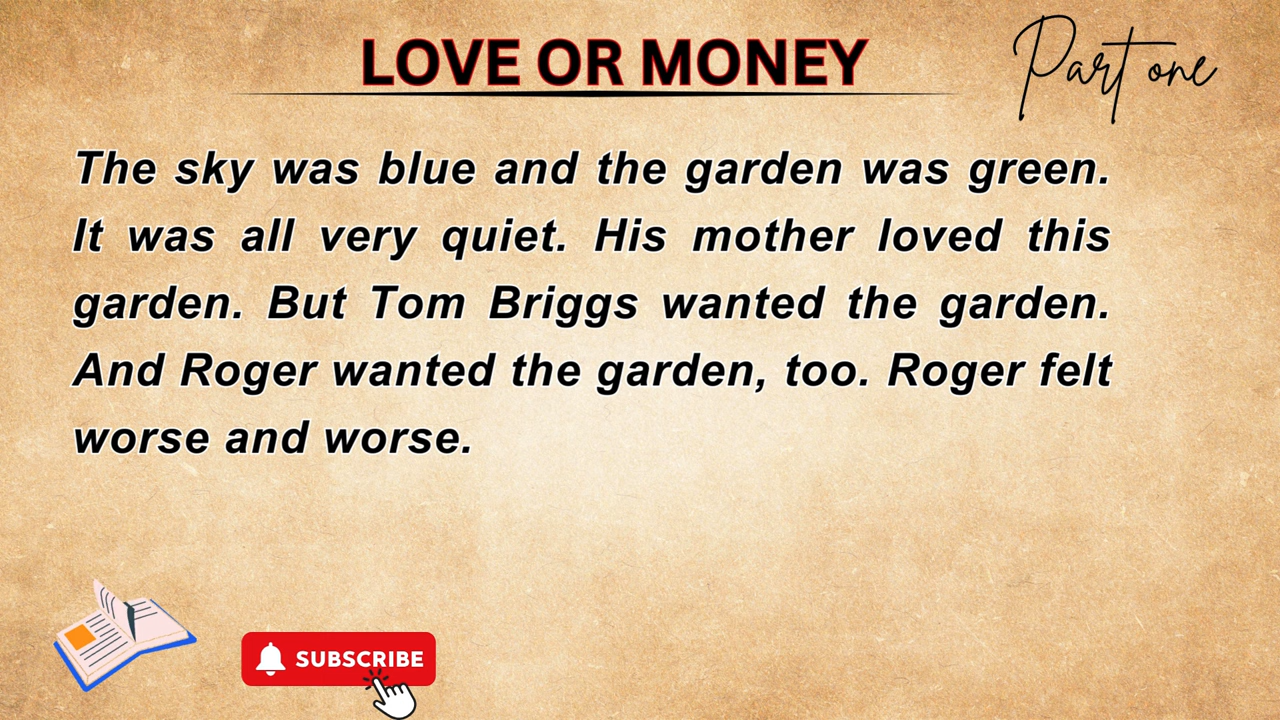 LOVE OR MONEY
Part one
The sky was blue and the garden was green.
It was all very quiet. His mother loved this
garden. But Tom Briggs wanted the garden.
And Roger wanted the garden, too. Roger felt
worse and worse.
SUBSCRIBE